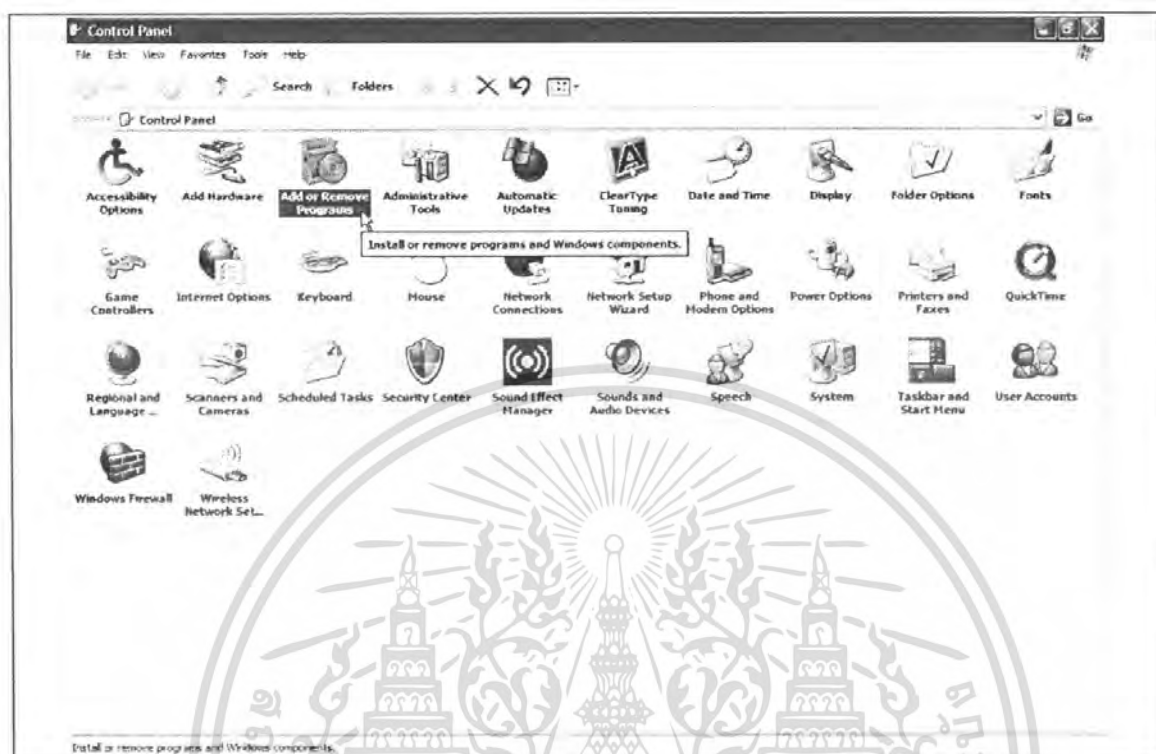 Control Panel
File Edit View Favorites Tools Help
Search Folders
Control Panel Go
Accessibility Options
Add Hardware
Add or Remove Programs
Administrative Tools
Automatic Updates
ClearType Tuning
Date and Time
Display
Folder Options
Fonts
Install or remove programs and Windows components.
Game Controllers
Internet Options
Keyboard
Mouse
Network Connections
Network Setup Wizard
Phone and Modem Options
Power Options
Printers and Faxes
QuickTime
Regional and Language ...
Scanners and Cameras
Scheduled Tasks
Security Center
Sound Effect Manager
Sounds and Audio Devices
Speech
System
Taskbar and Start Menu
User Accounts
Windows Firewall
Wireless Network Set...
Install or remove programs and Windows components.